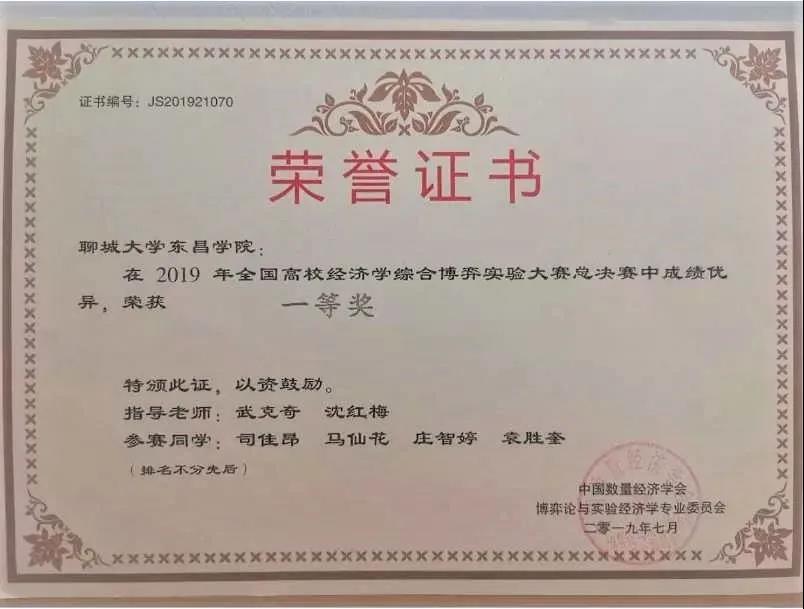 证书编号：JS201921070
荣誉证书
聊城大学东昌学院：
在 2019 年全国高校经济学综合博弈实验大赛总决赛中成绩优
异，荣获 一等奖
特颁此证，以资鼓励。
指导老师：武克奇 沈红梅
参赛同学：司佳昂 马仙花 庄智婷 袁胜奎
（排名不分先后）
中国数量经济学会
博弈论与实验经济学专业委员会
二零一九年七月